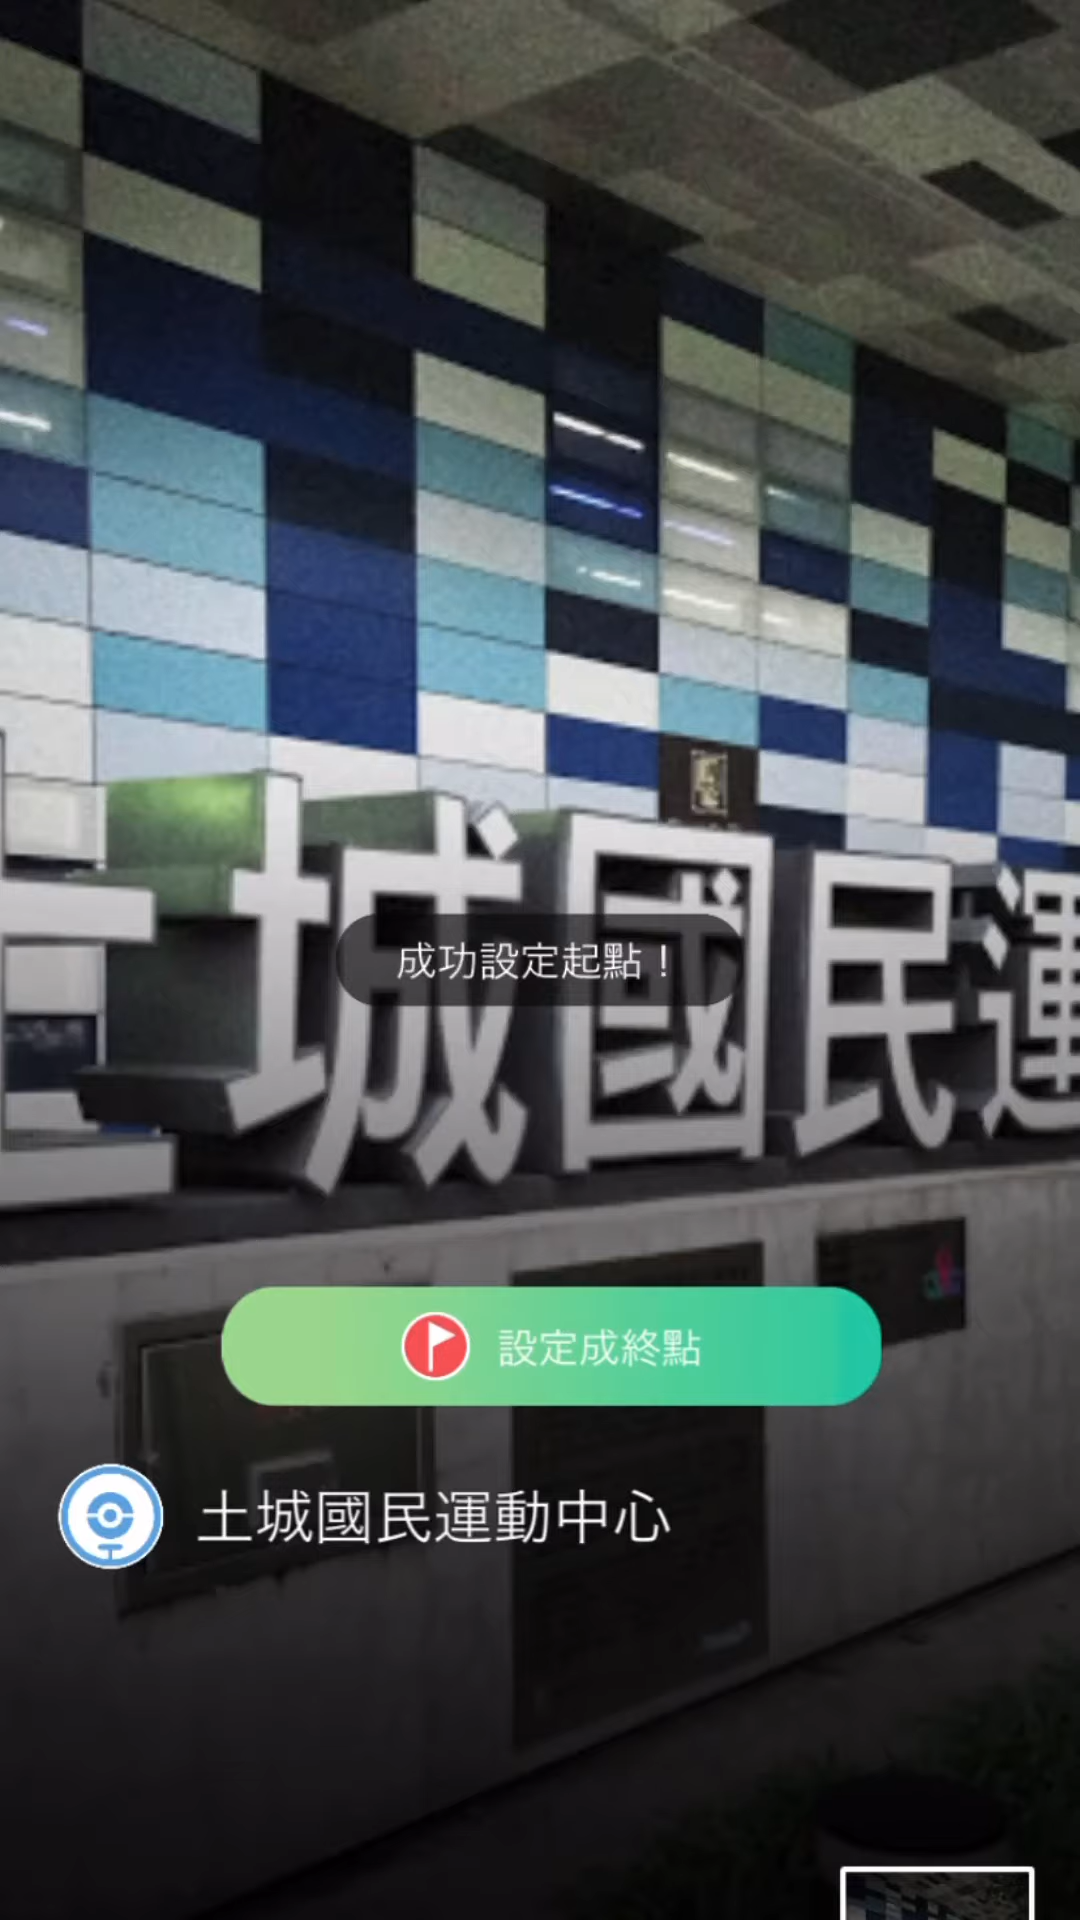 土城國民運
成功設定起點！
設定成終點
土城國民運動中心